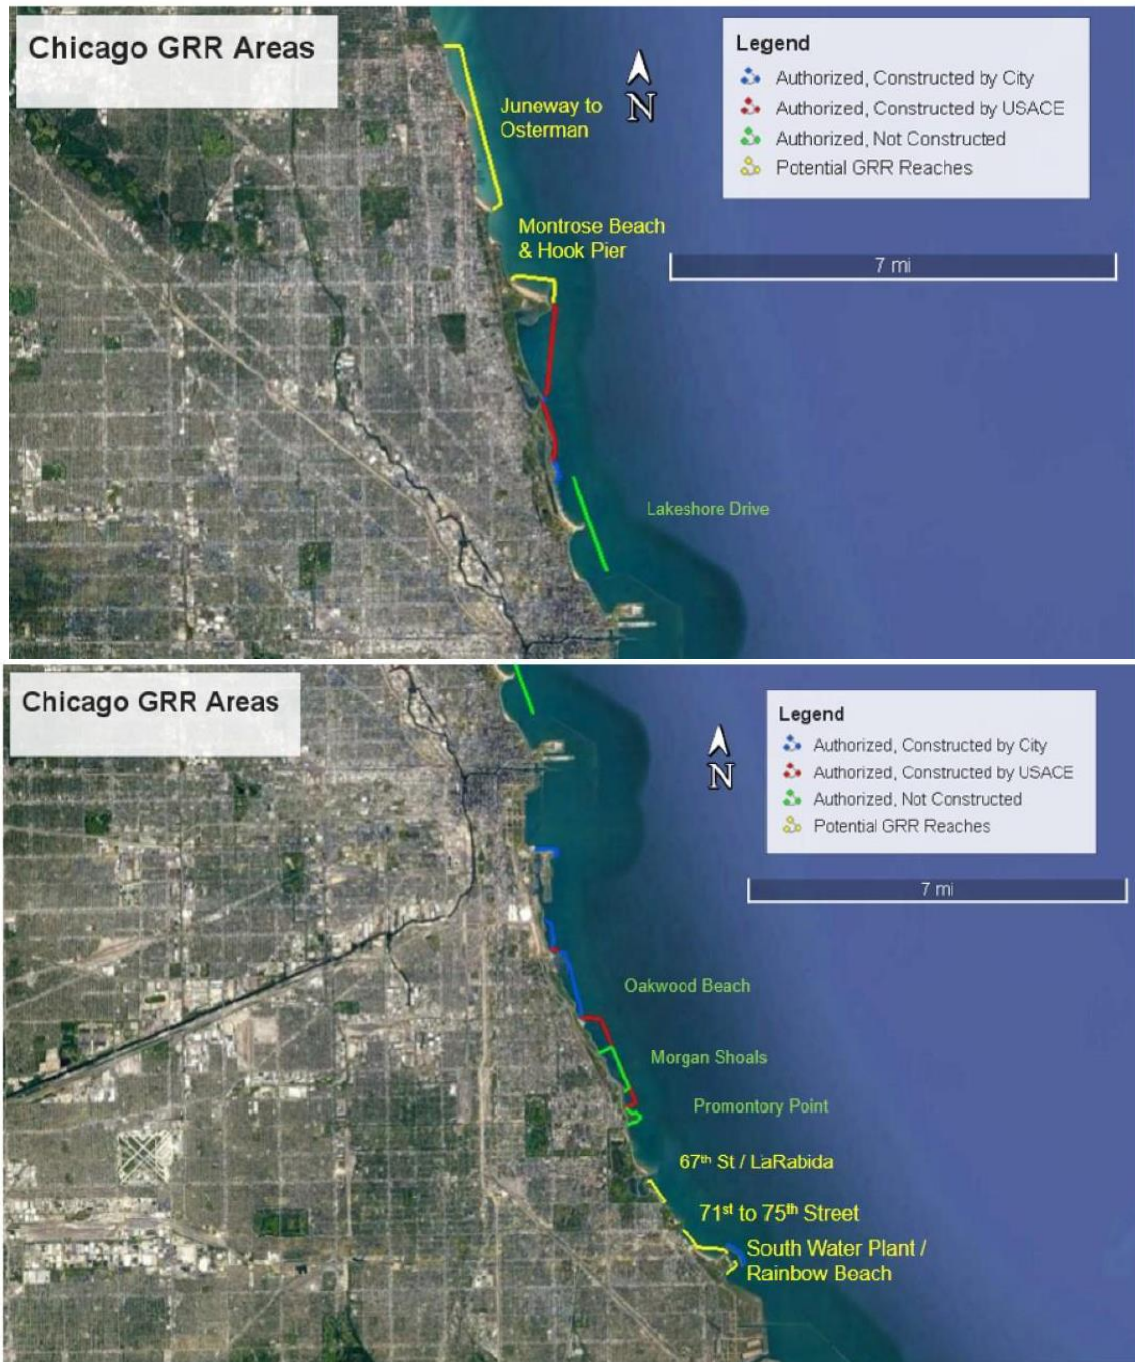 Chicago GRR Areas
Legend
Authorized, Constructed by City
Authorized, Constructed by USACE
Authorized, Not Constructed
Potential GRR Reaches
N
7 mi
Juneway to
Osterman
Montrose Beach
& Hook Pier
Lakeshore Drive
Chicago GRR Areas
Legend
Authorized, Constructed by City
Authorized, Constructed by USACE
Authorized, Not Constructed
Potential GRR Reaches
N
7 mi
Oakwood Beach
Morgan Shoals
Promontory Point
67th St / LaRabida
71st to 75th Street
South Water Plant /
Rainbow Beach